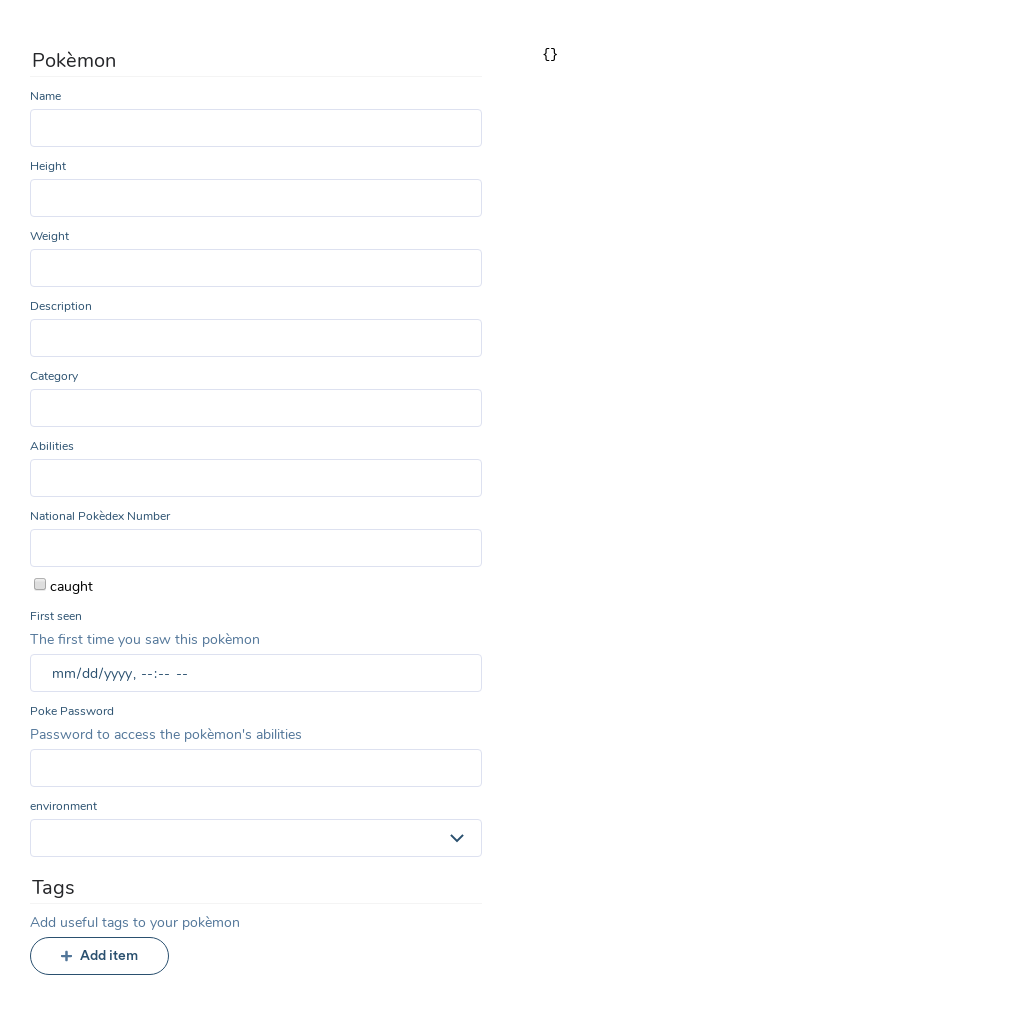 Pokèmon
{}
Name
Height
Weight
Description
Category
Abilities
National Pokèdex Number
caught
First seen
The first time you saw this pokèmon
mm/dd/yyyy, --:-- --
Poke Password
Password to access the pokèmon's abilities
environment
Tags
Add useful tags to your pokèmon
+ Add item